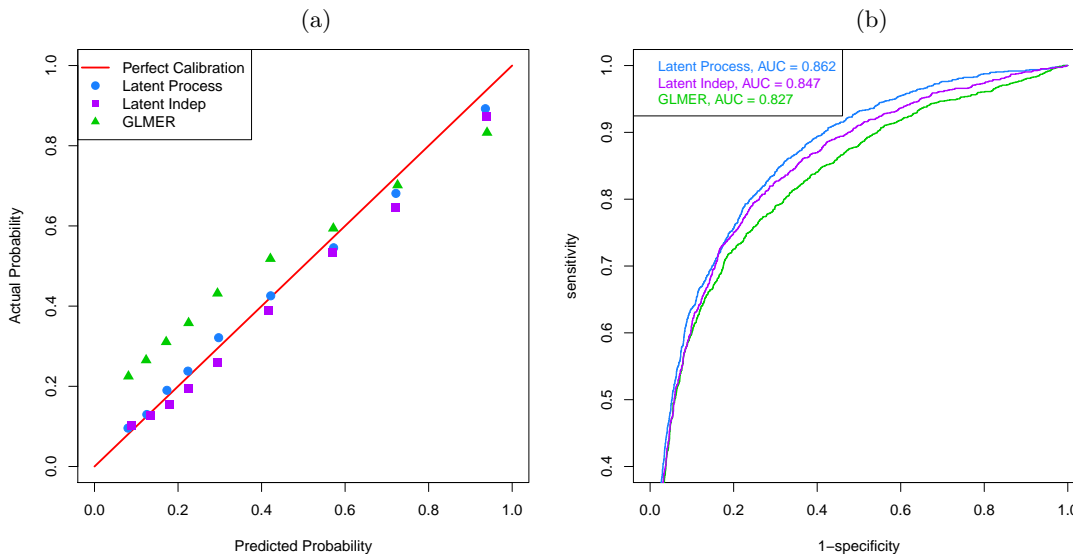 (a)
Perfect Calibration
Latent Process
Latent Indep
GLMER
1.0
0.8
0.6
0.4
0.2
0.0
Actual Probability
0.0 0.2 0.4 0.6 0.8 1.0
Predicted Probability
(b)
Latent Process, AUC = 0.862
Latent Indep, AUC = 0.847
GLMER, AUC = 0.827
1.0
0.9
0.8
0.7
0.6
0.5
0.4
sensitivity
0.0 0.2 0.4 0.6 0.8 1.0
1−specificity